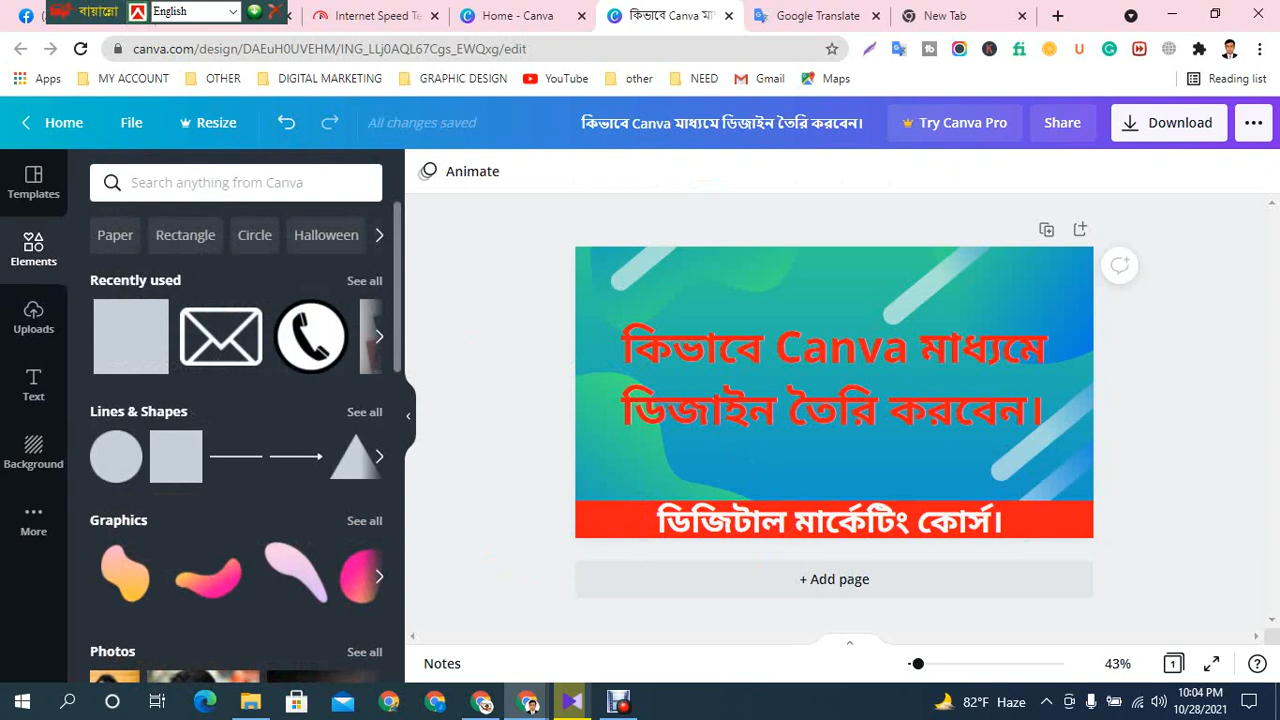 বায়ান্নো
English
Internet Speed Te
Home - Canva
কিভাবে Canva মা
Google Translate
New Tab
canva.com/design/DAEuH0UVEHM/ING_LLj0AQL67Cgs_EWQxg/edit
Apps
MY ACCOUNT
OTHER
DIGITAL MARKETING
GRAPHIC DESIGN
YouTube
other
NEED
Gmail
Maps
Reading list
Home
File
Resize
All changes saved
কিভাবে Canva মাধ্যমে ডিজাইন তৈরি করবেন।
Try Canva Pro
Share
Download
Templates
Elements
Uploads
Text
Background
More
Search anything from Canva
Paper
Rectangle
Circle
Halloween
Recently used
See all
Lines & Shapes
See all
Graphics
See all
Photos
See all
Animate
কিভাবে Canva মাধ্যমে
ডিজাইন তৈরি করবেন।
ডিজিটাল মার্কেটিং কোর্স।
+ Add page
Notes
43%
1
82°F Haze
10:04 PM
10/28/2021